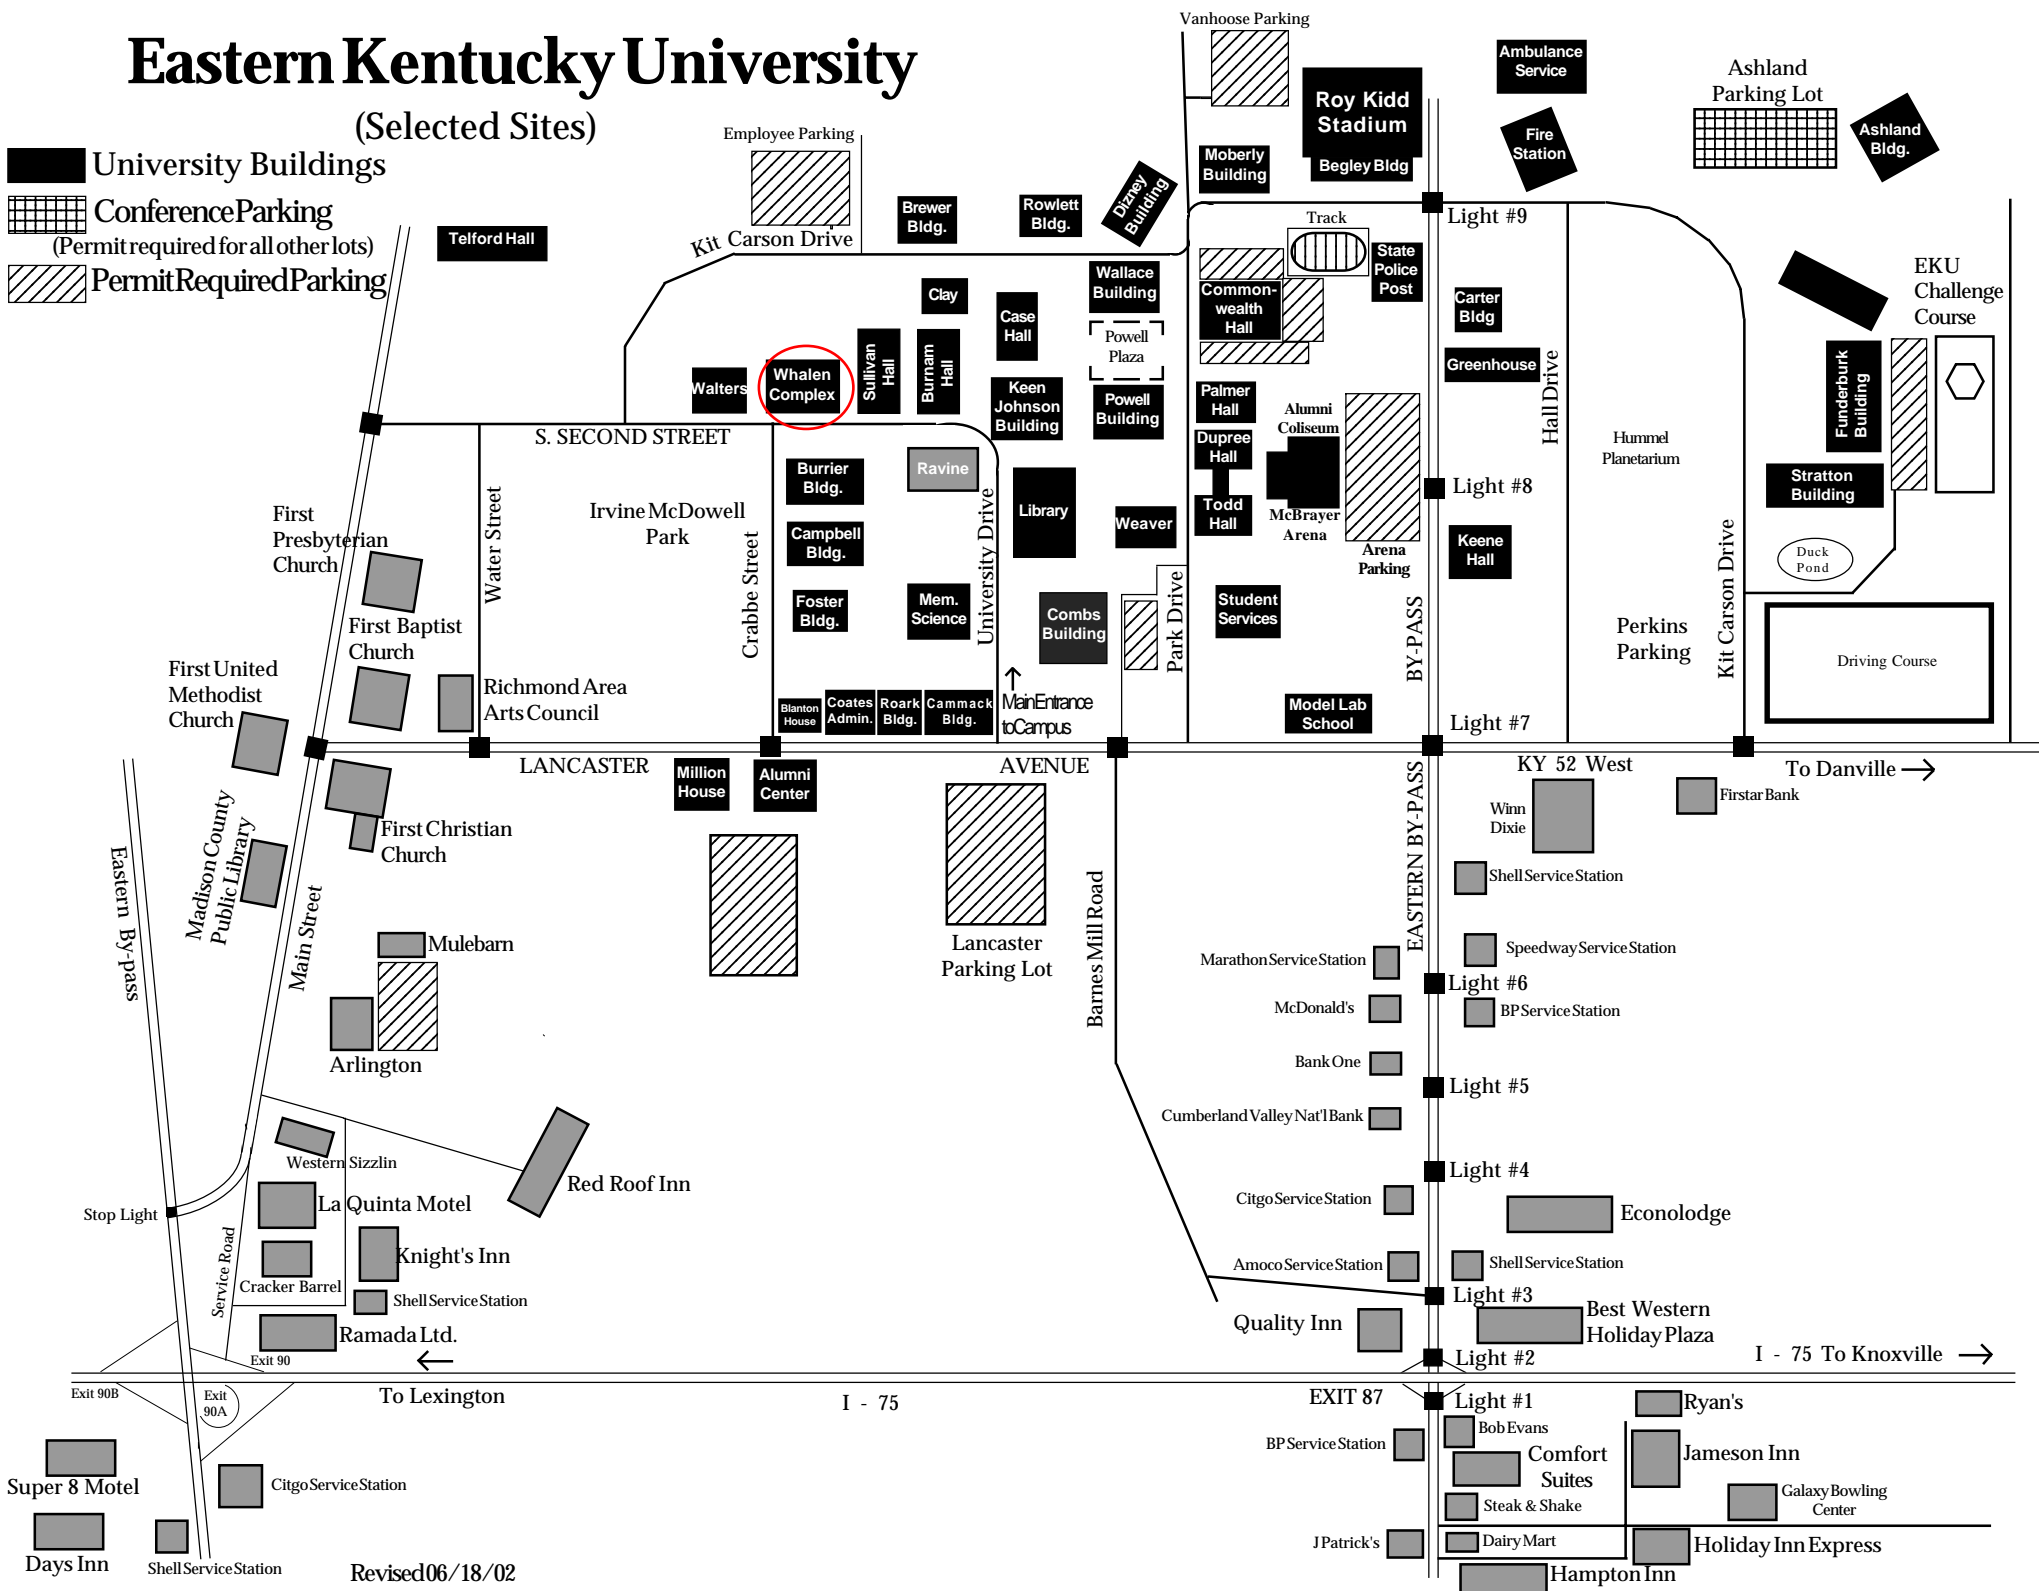 Eastern Kentucky University
(Selected Sites)
University Buildings
Conference Parking
(Permit required for all other lots)
Permit Required Parking
Vanhoose Parking
Employee Parking
Roy Kidd
Stadium
Begley Bldg
Ambulance
Service
Fire
Station
Ashland
Parking Lot
Ashland
Bldg.
Moberly
Building
Dizney
Building
Rowlett
Bldg.
Brewer
Bldg.
Telford Hall
Kit Carson Drive
Light #9
Track
State
Police
Post
Wallace
Building
Common-
wealth
Hall
Carter
Bldg
EKU
Challenge
Course
Clay
Case
Hall
Powell
Plaza
Greenhouse
Hall Drive
Walters
Whalen
Complex
Sullivan
Hall
Burnam
Hall
Keen
Johnson
Building
Powell
Building
Palmer
Hall
Alumni
Coliseum
Funderburk
Building
S. SECOND STREET
Dupree
Hall
Hummel
Planetarium
Burrier
Bldg.
Ravine
Stratton
Building
Light #8
Library
Weaver
Todd
Hall
McBrayer
Arena
Irvine McDowell
Park
First
Presbyterian
Church
Water Street
Crabbe Street
Campbell
Bldg.
University Drive
Arena
Parking
Keene
Hall
Duck
Pond
Kit Carson Drive
Foster
Bldg.
Mem.
Science
Combs
Building
Park Drive
Student
Services
BY-PASS
Perkins
Parking
Driving Course
First Baptist
Church
First United
Methodist
Church
Richmond Area
Arts Council
Blanton
House
Coates
Admin.
Roark
Bldg.
Cammack
Bldg.
Main Entrance
to Campus
Model Lab
School
Light #7
LANCASTER
AVENUE
KY 52 West
To Danville
Million
House
Alumni
Center
EASTERN BY-PASS
Winn
Dixie
Firstar Bank
First Christian
Church
Madison County
Public Library
Eastern By-pass
Main Street
Shell Service Station
Barnes Mill Road
Mulebarn
Lancaster
Parking Lot
Marathon Service Station
Speedway Service Station
Light #6
McDonald's
BP Service Station
Arlington
Bank One
Light #5
Cumberland Valley Nat'l Bank
Western Sizzlin
Red Roof Inn
Light #4
La Quinta Motel
Stop Light
Citgo Service Station
Econolodge
Service Road
Knight's Inn
Cracker Barrel
Amoco Service Station
Shell Service Station
Shell Service Station
Light #3
Quality Inn
Best Western
Holiday Plaza
Ramada Ltd.
Exit 90
Light #2
I - 75 To Knoxville
Exit 90B
Exit
90A
To Lexington
I - 75
EXIT 87
Light #1
Ryan's
Bob Evans
BP Service Station
Comfort
Suites
Jameson Inn
Super 8 Motel
Citgo Service Station
Steak & Shake
Galaxy Bowling
Center
J Patrick's
Dairy Mart
Holiday Inn Express
Days Inn
Shell Service Station
Revised 06/18/02
Hampton Inn